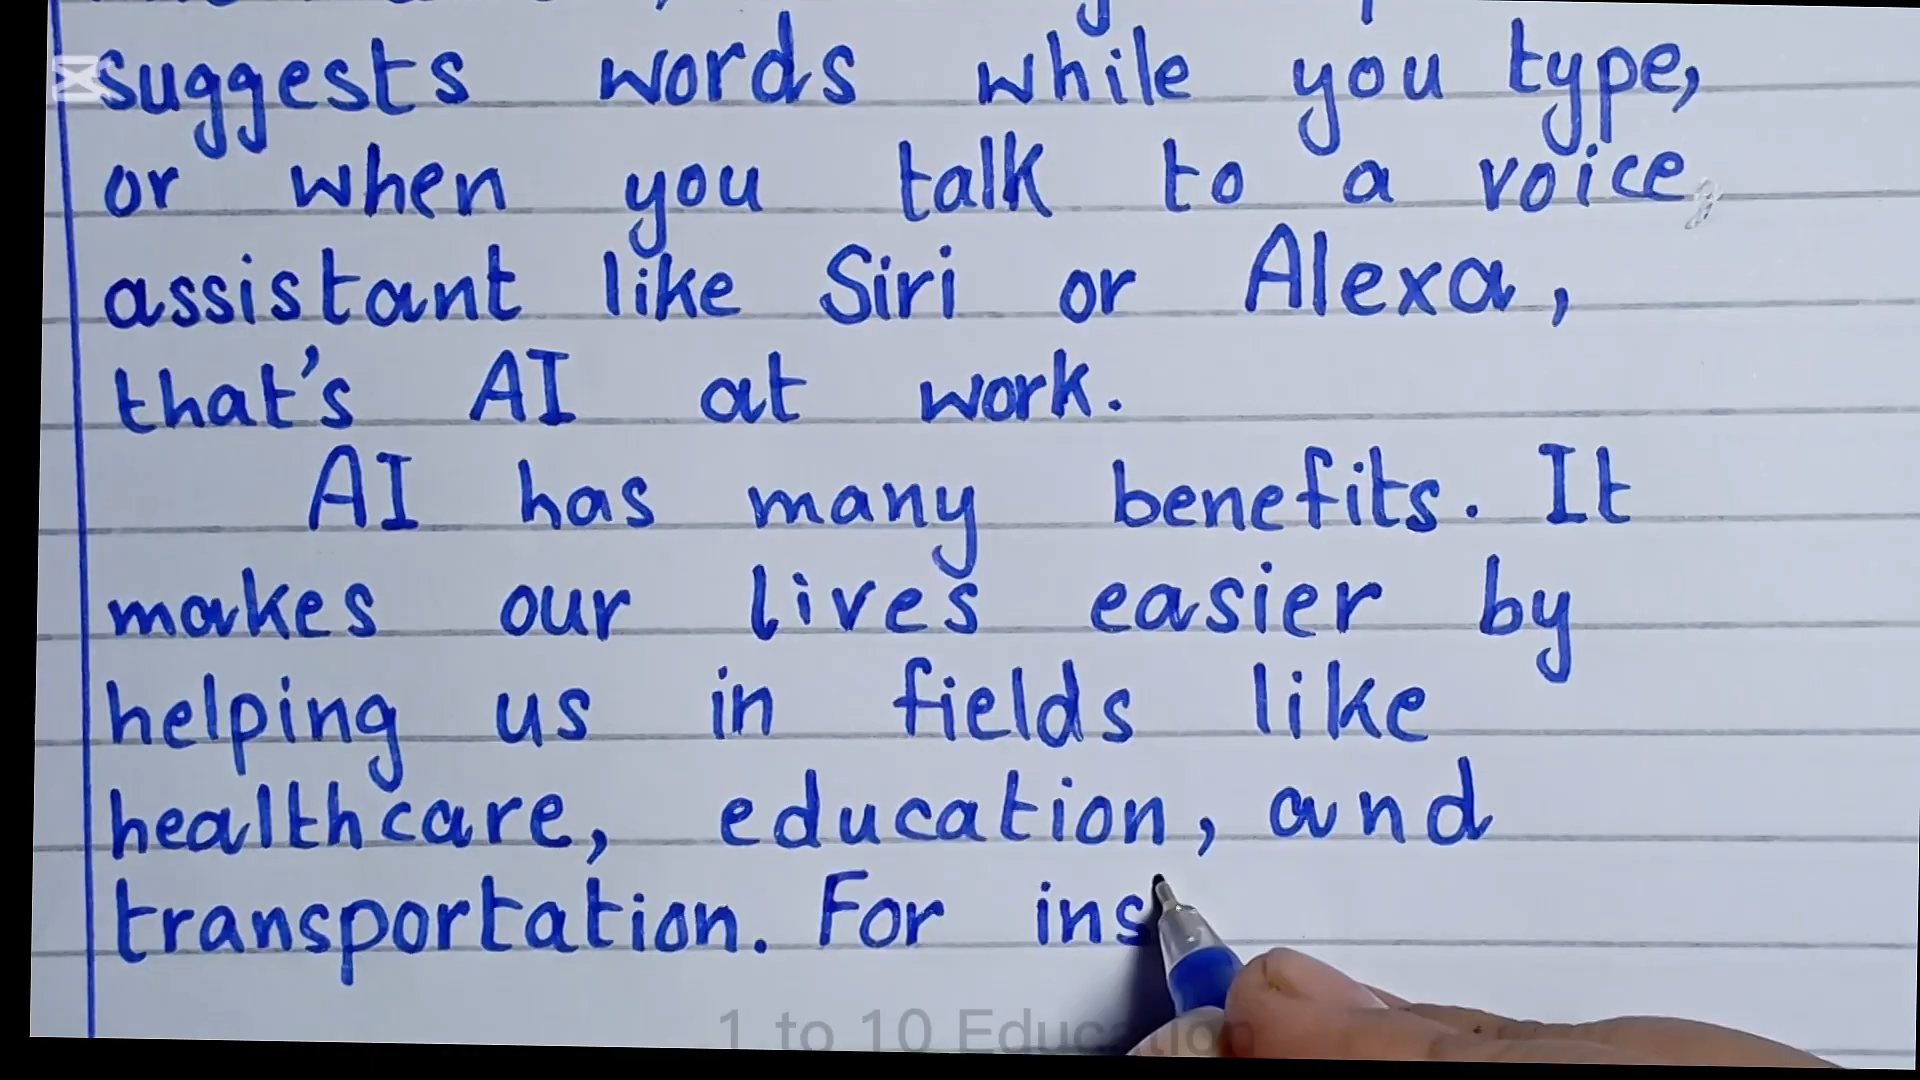 suggests words while you type,
or when you talk to a voice
assistant like Siri or Alexa,
that's AI at work.
AI has many benefits. It
makes our lives easier by
helping us in fields like
healthcare, education, and
transportation. For ins
1 to 10 Education